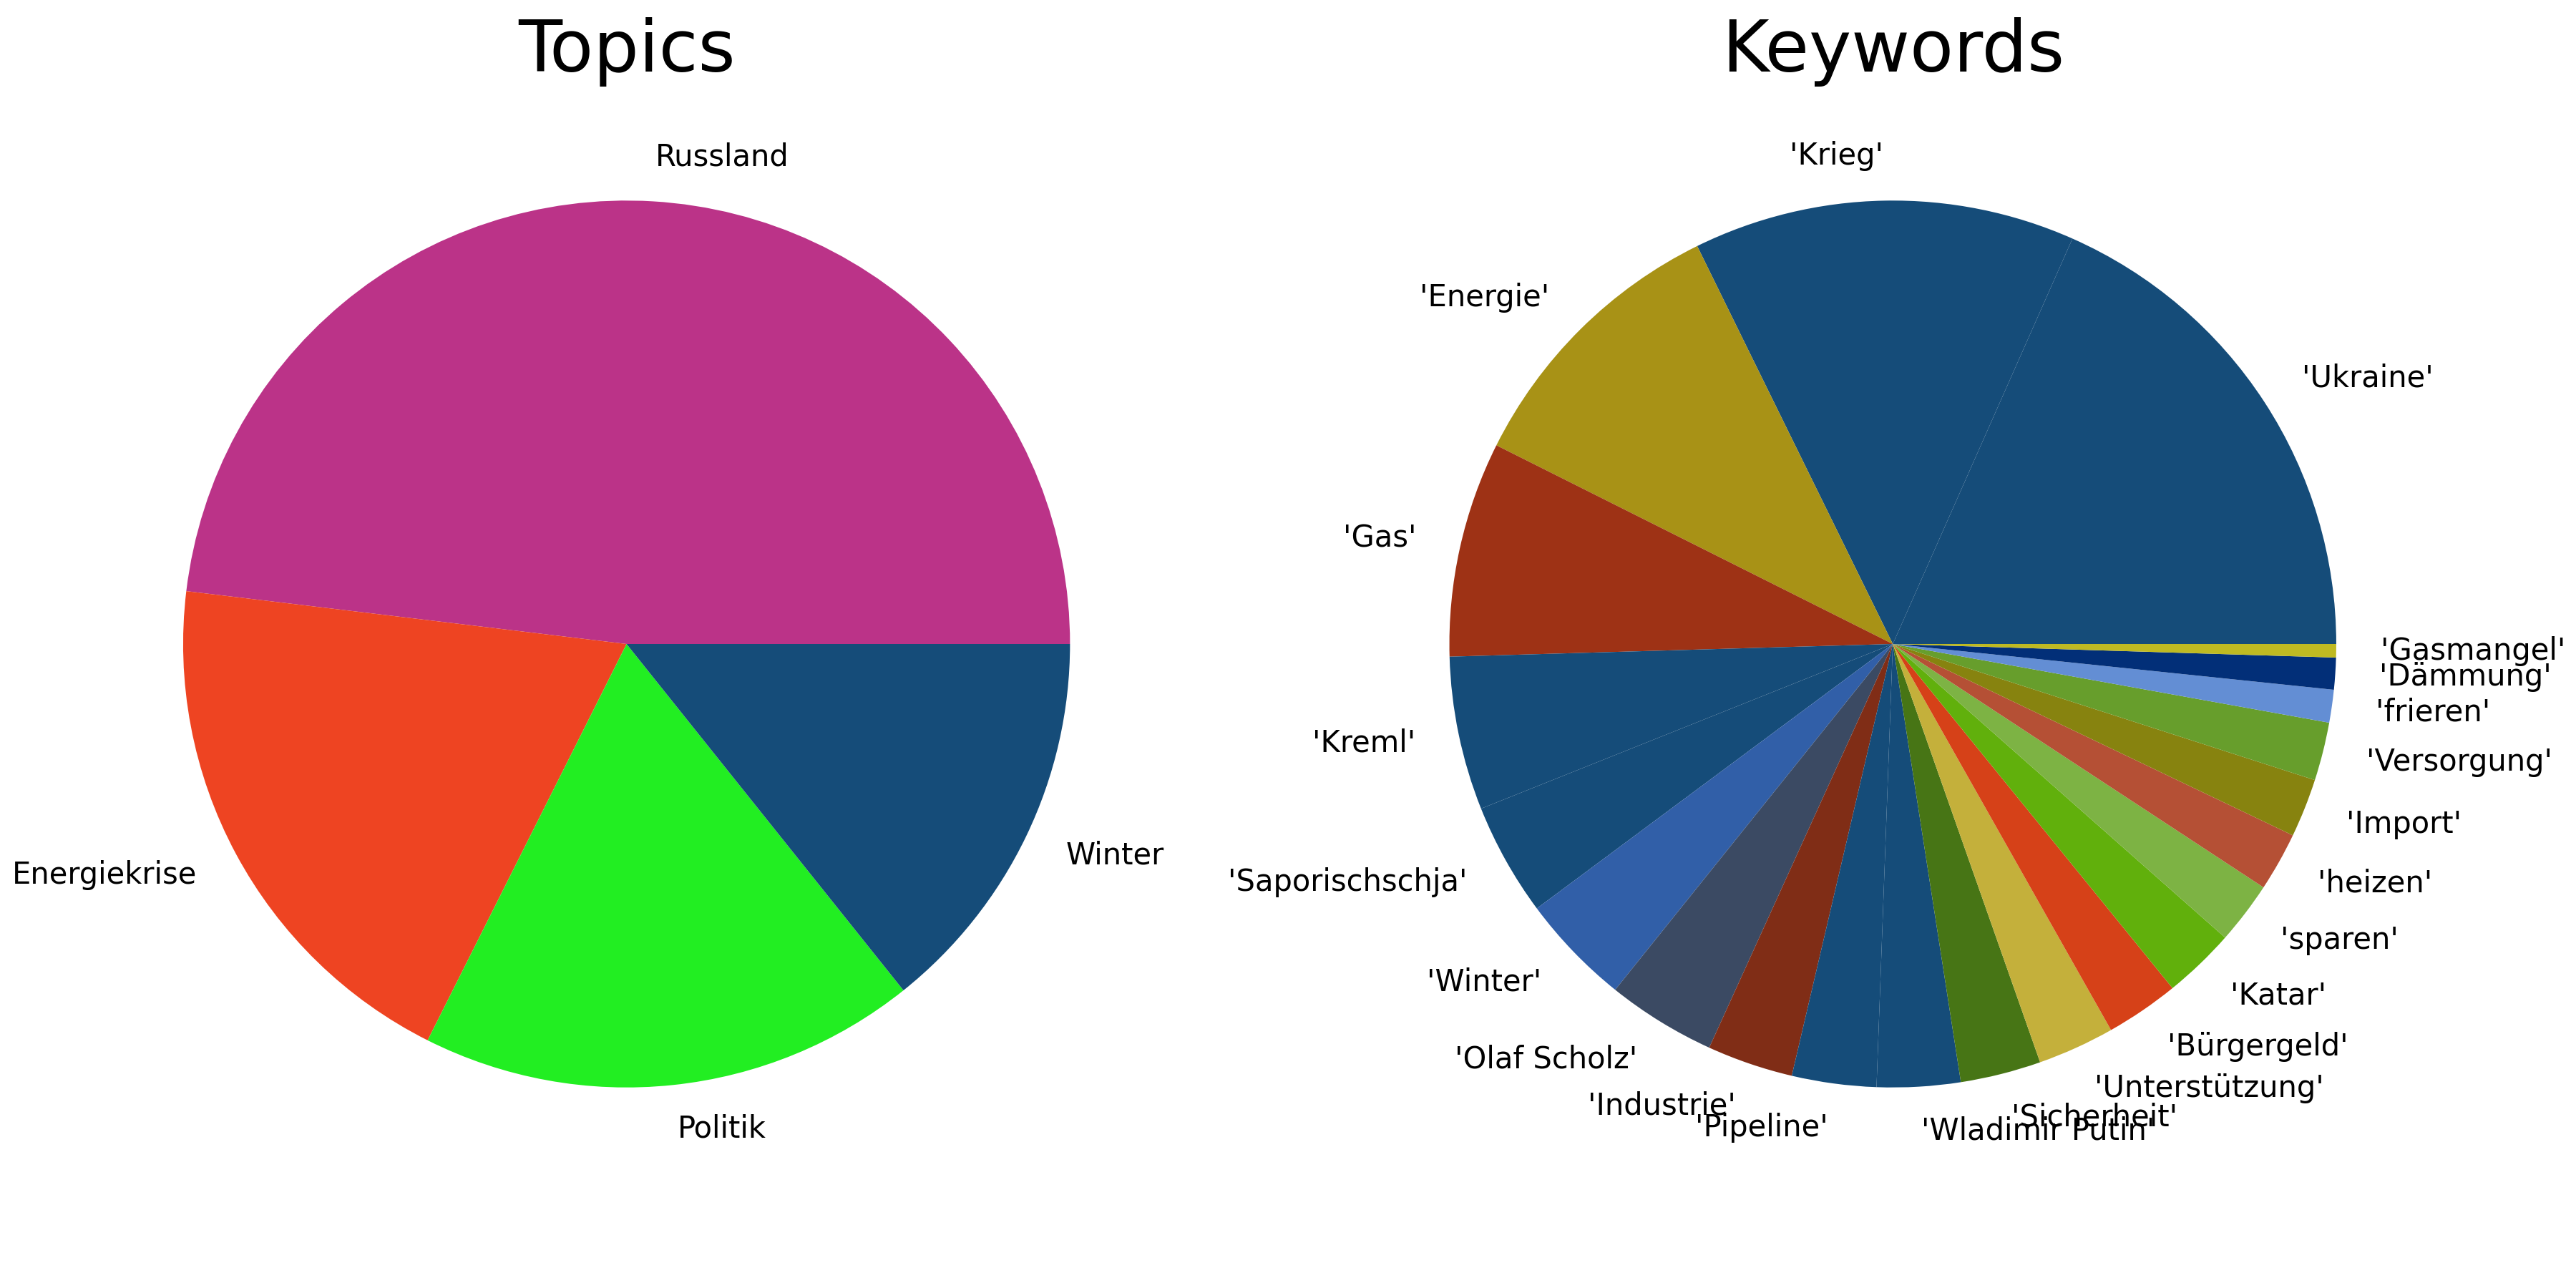 Topics
Russland
Energiekrise
Politik
Winter
Keywords
'Ukraine'
'Krieg'
'Energie'
'Gas'
'Kreml'
'Saporischschja'
'Winter'
'Olaf Scholz'
'Industrie'
'Pipeline'
'Wladimir Putin'
'Sicherheit'
'Unterstützung'
'Bürgergeld'
'Katar'
'sparen'
'heizen'
'Import'
'Versorgung'
'frieren'
'Dämmung'
'Gasmangel'